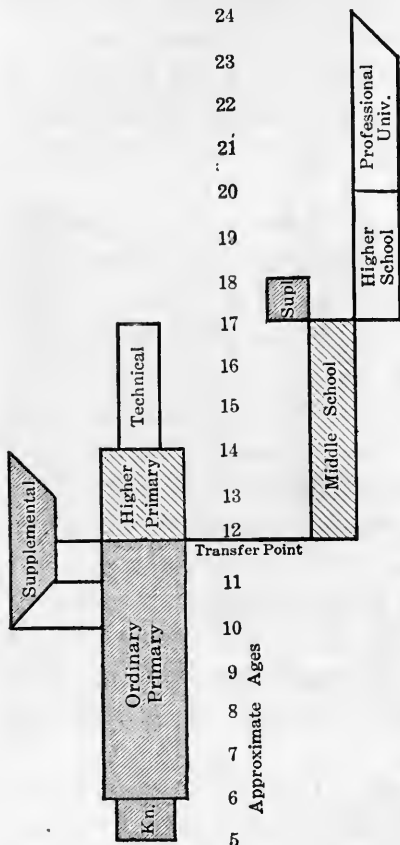 24
23
22
21
20
19
18
17
16
15
14
13
12
11
10
9
8
7
6
5
Approximate Ages
Transfer Point
Supplemental
Technical
Higher
Primary
Ordinary
Primary
Kn.
Supl
Middle School
Higher
School
Professional
Univ.